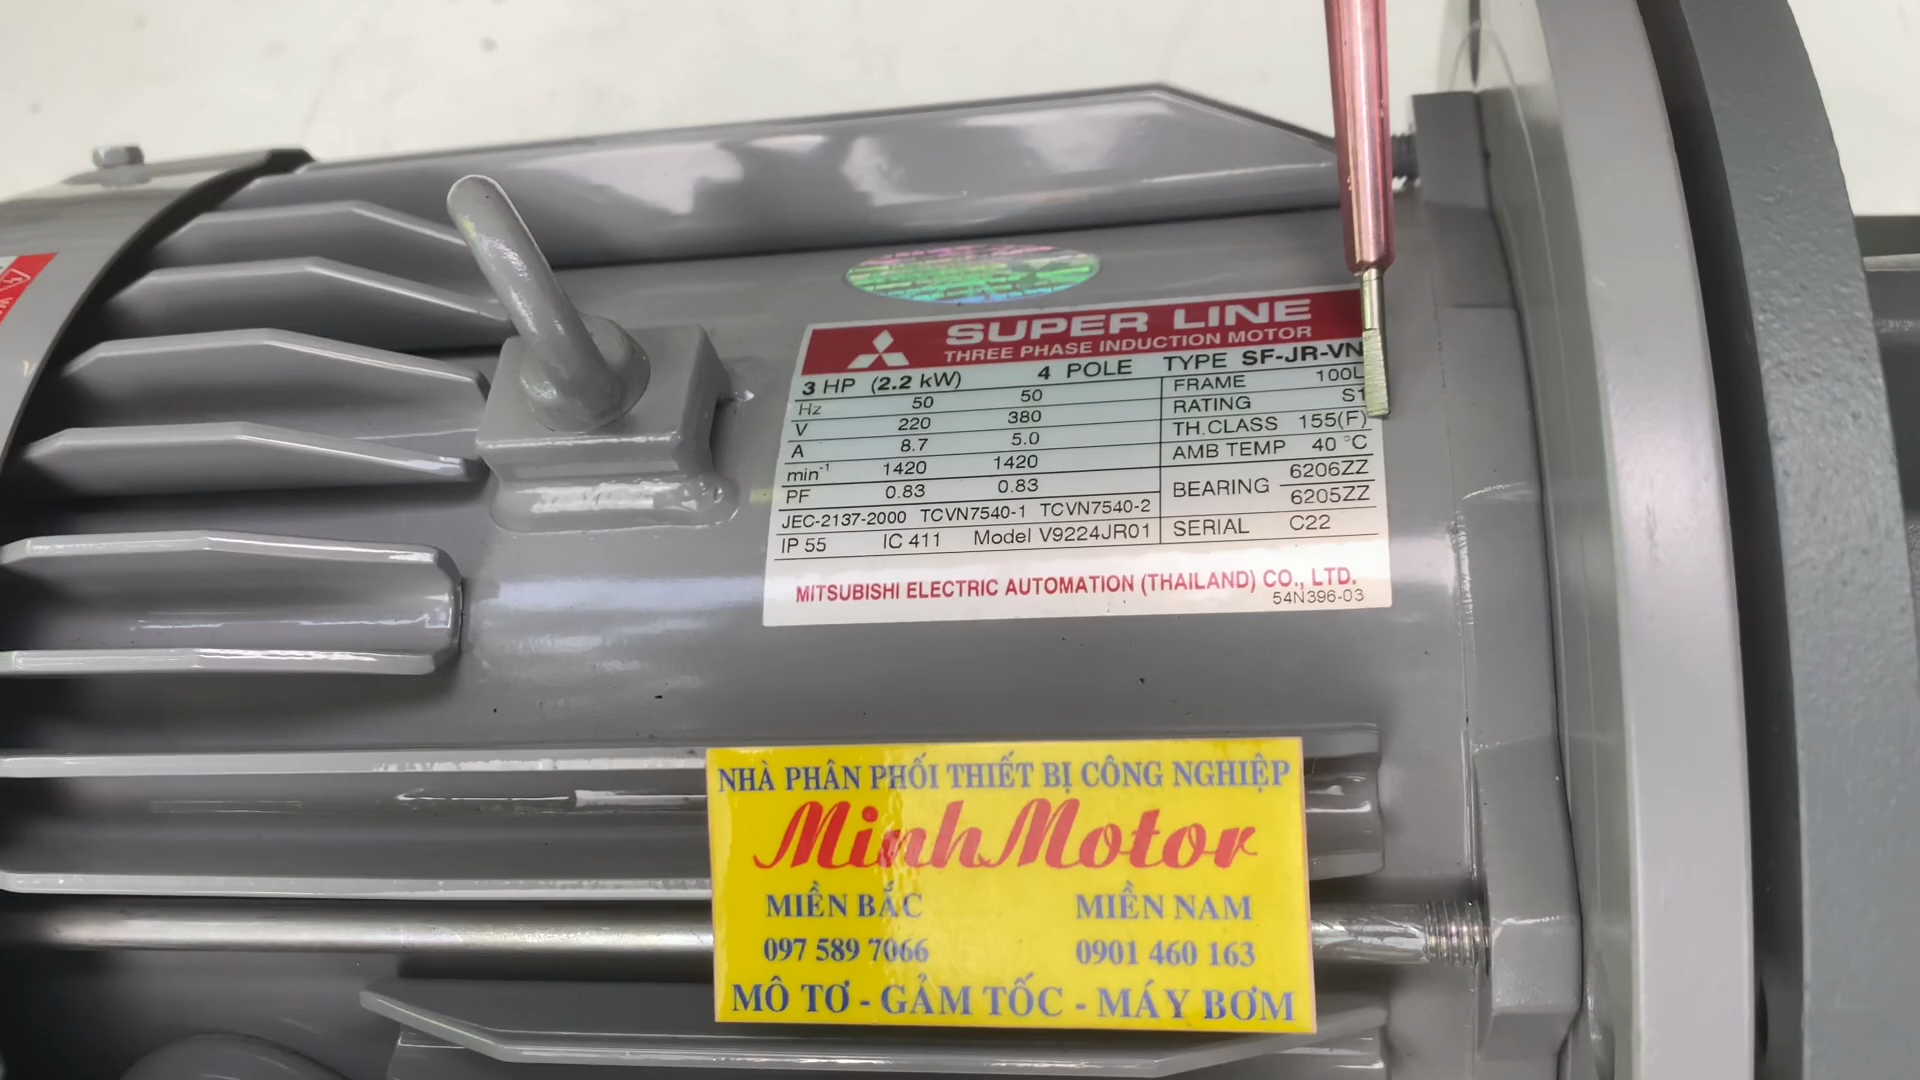 SUPER LINE
THREE PHASE INDUCTION MOTOR
3 HP (2.2 kW) 4 POLE TYPE SF-JR-VN
Hz 50 50 FRAME 100L
V 220 380 RATING S1
A 8.7 5.0 TH.CLASS 155(F)
min⁻¹ 1420 1420 AMB TEMP 40 °C
PF 0.83 0.83 BEARING 6206ZZ
6205ZZ
JEC-2137-2000 TCVN7540-1 TCVN7540-2
IP 55 IC 411 Model V9224JR01 SERIAL C22
MITSUBISHI ELECTRIC AUTOMATION (THAILAND) CO., LTD.
54N396-03
NHÀ PHÂN PHỐI THIẾT BỊ CÔNG NGHIỆP
MinhMotor
MIỀN BẮC MIỀN NAM
097 589 7066 0901 460 163
MÔ TƠ - GẢM TỐC - MÁY BƠM